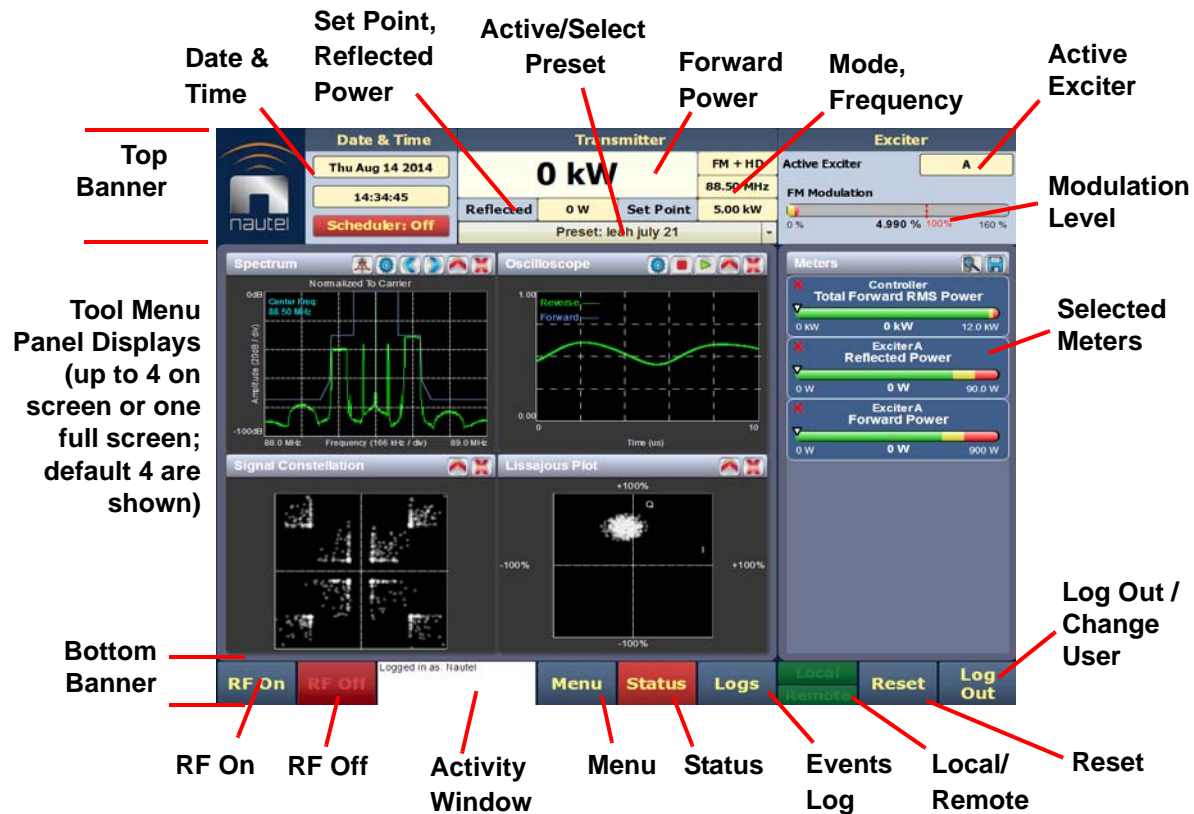 Date &
Time
Set Point,
Reflected
Power
Active/Select
Preset
Forward
Power
Mode,
Frequency
Active
Exciter
Top
Banner
nautel
Date & Time
Thu Aug 14 2014
14:34:45
Scheduler: Off
Transmitter
0 kW
FM + HD
88.50 MHz
Reflected
0 W
Set Point
5.00 kW
Preset: leah july 21
Exciter
Active Exciter
A
FM Modulation
0 %
4.990 %
100%
160 %
Modulation
Level
Tool Menu
Panel Displays
(up to 4 on
screen or one
full screen;
default 4 are
shown)
Spectrum
Normalized To Carrier
0dB
Center Freq:
88.50 MHz
Amplitude (20dB / div)
-100dB
88.0 MHz
Frequency (166 kHz / div)
89.0 MHz
Oscilloscope
1.00
Reverse
Forward
0.00
0
Time (us)
10
Meters
Controller
Total Forward RMS Power
0 kW
0 kW
12.0 kW
Exciter A
Reflected Power
0 W
0 W
90.0 W
Exciter A
Forward Power
0 W
0 W
900 W
Selected
Meters
Signal Constellation
Lissajous Plot
+100%
Q
I
-100%
+100%
-100%
Bottom
Banner
RF On
RF Off
Logged in as: Nautel
Menu
Status
Logs
Local
Remote
Reset
Log
Out
Log Out /
Change
User
RF On
RF Off
Activity
Window
Menu
Status
Events
Log
Local/
Remote
Reset